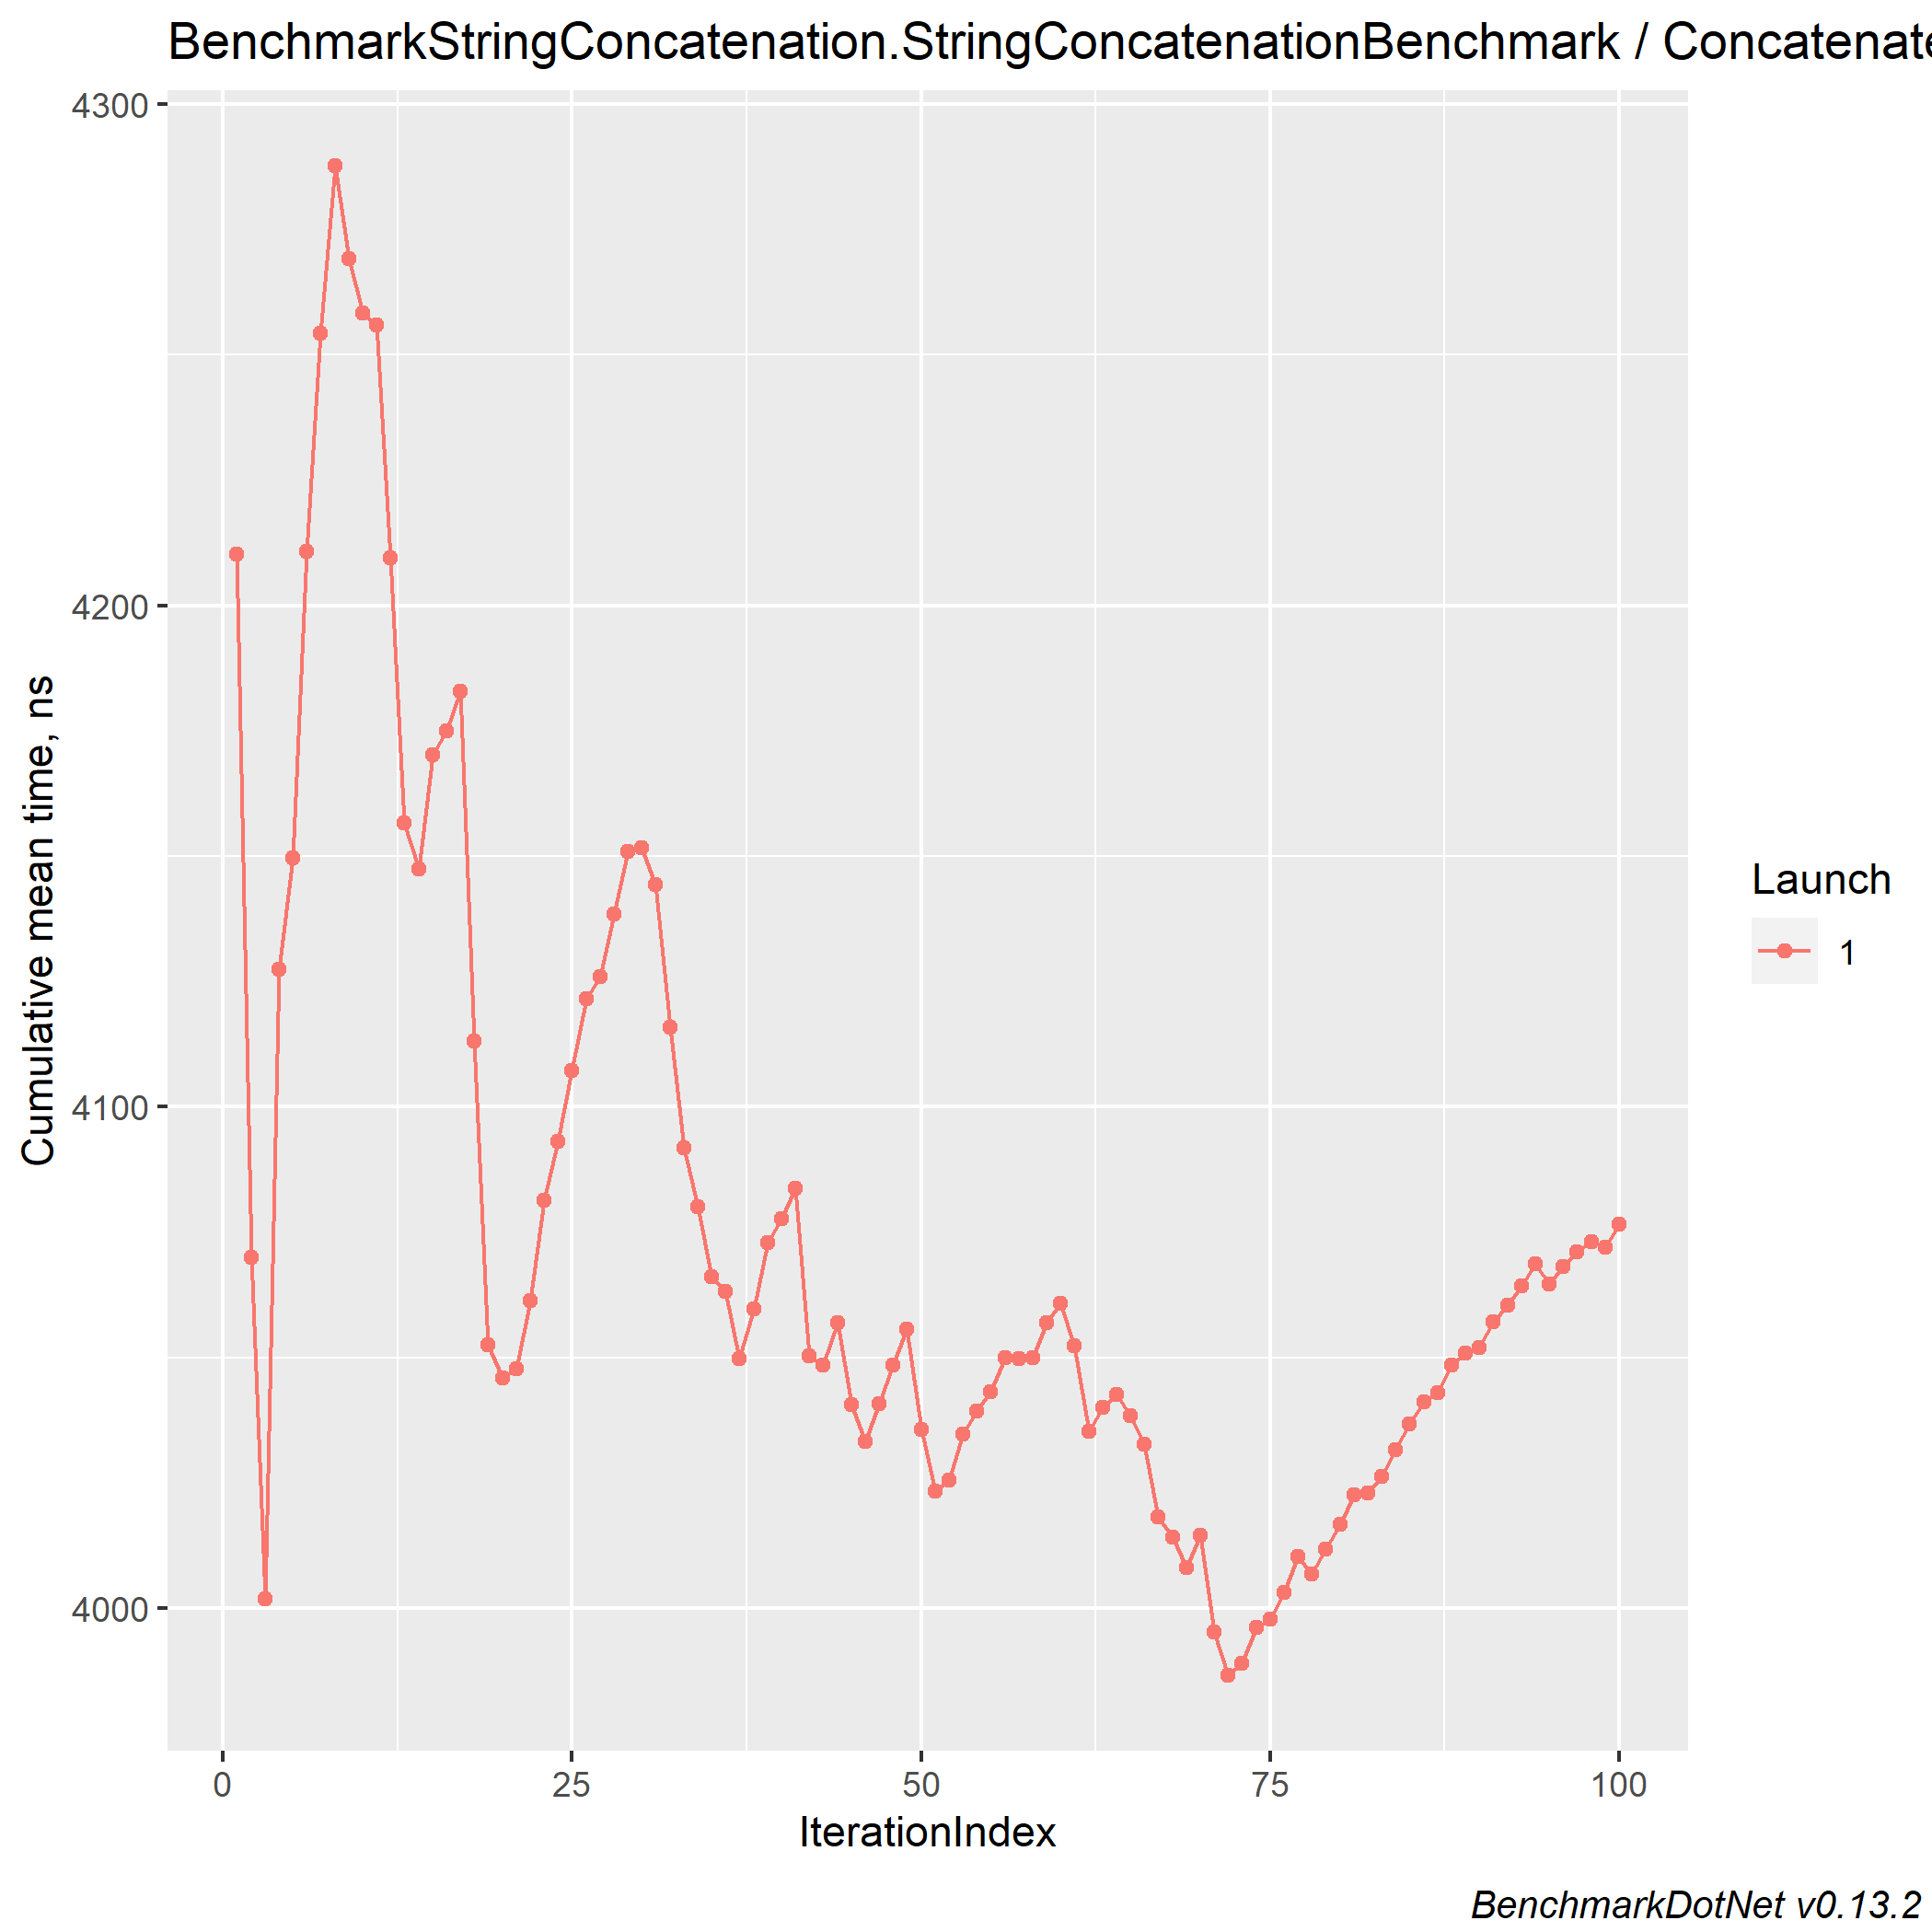 BenchmarkStringConcatenation.StringConcatenationBenchmark / Concatenate
4300
4200
4100
4000
Cumulative mean time, ns
0 25 50 75 100
IterationIndex
Launch
1
BenchmarkDotNet v0.13.2